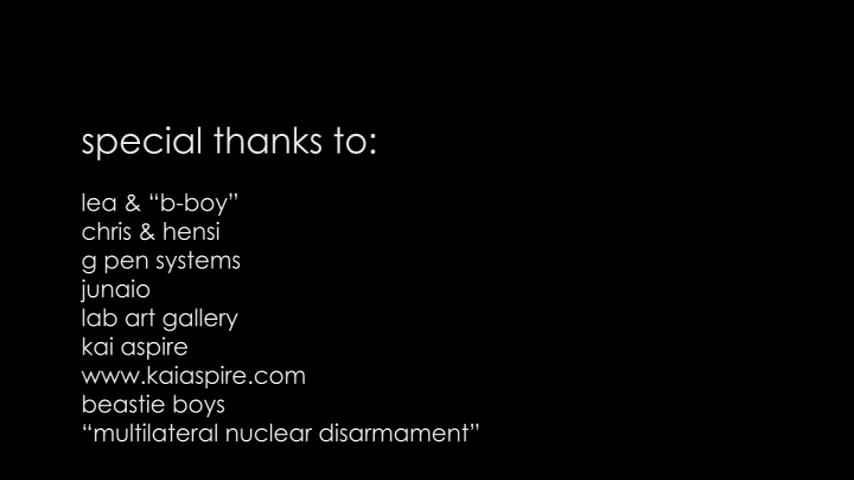 special thanks to:
lea & “b-boy”
chris & hensi
g pen systems
junaio
lab art gallery
kai aspire
www.kaiaspire.com
beastie boys
“multilateral nuclear disarmament”